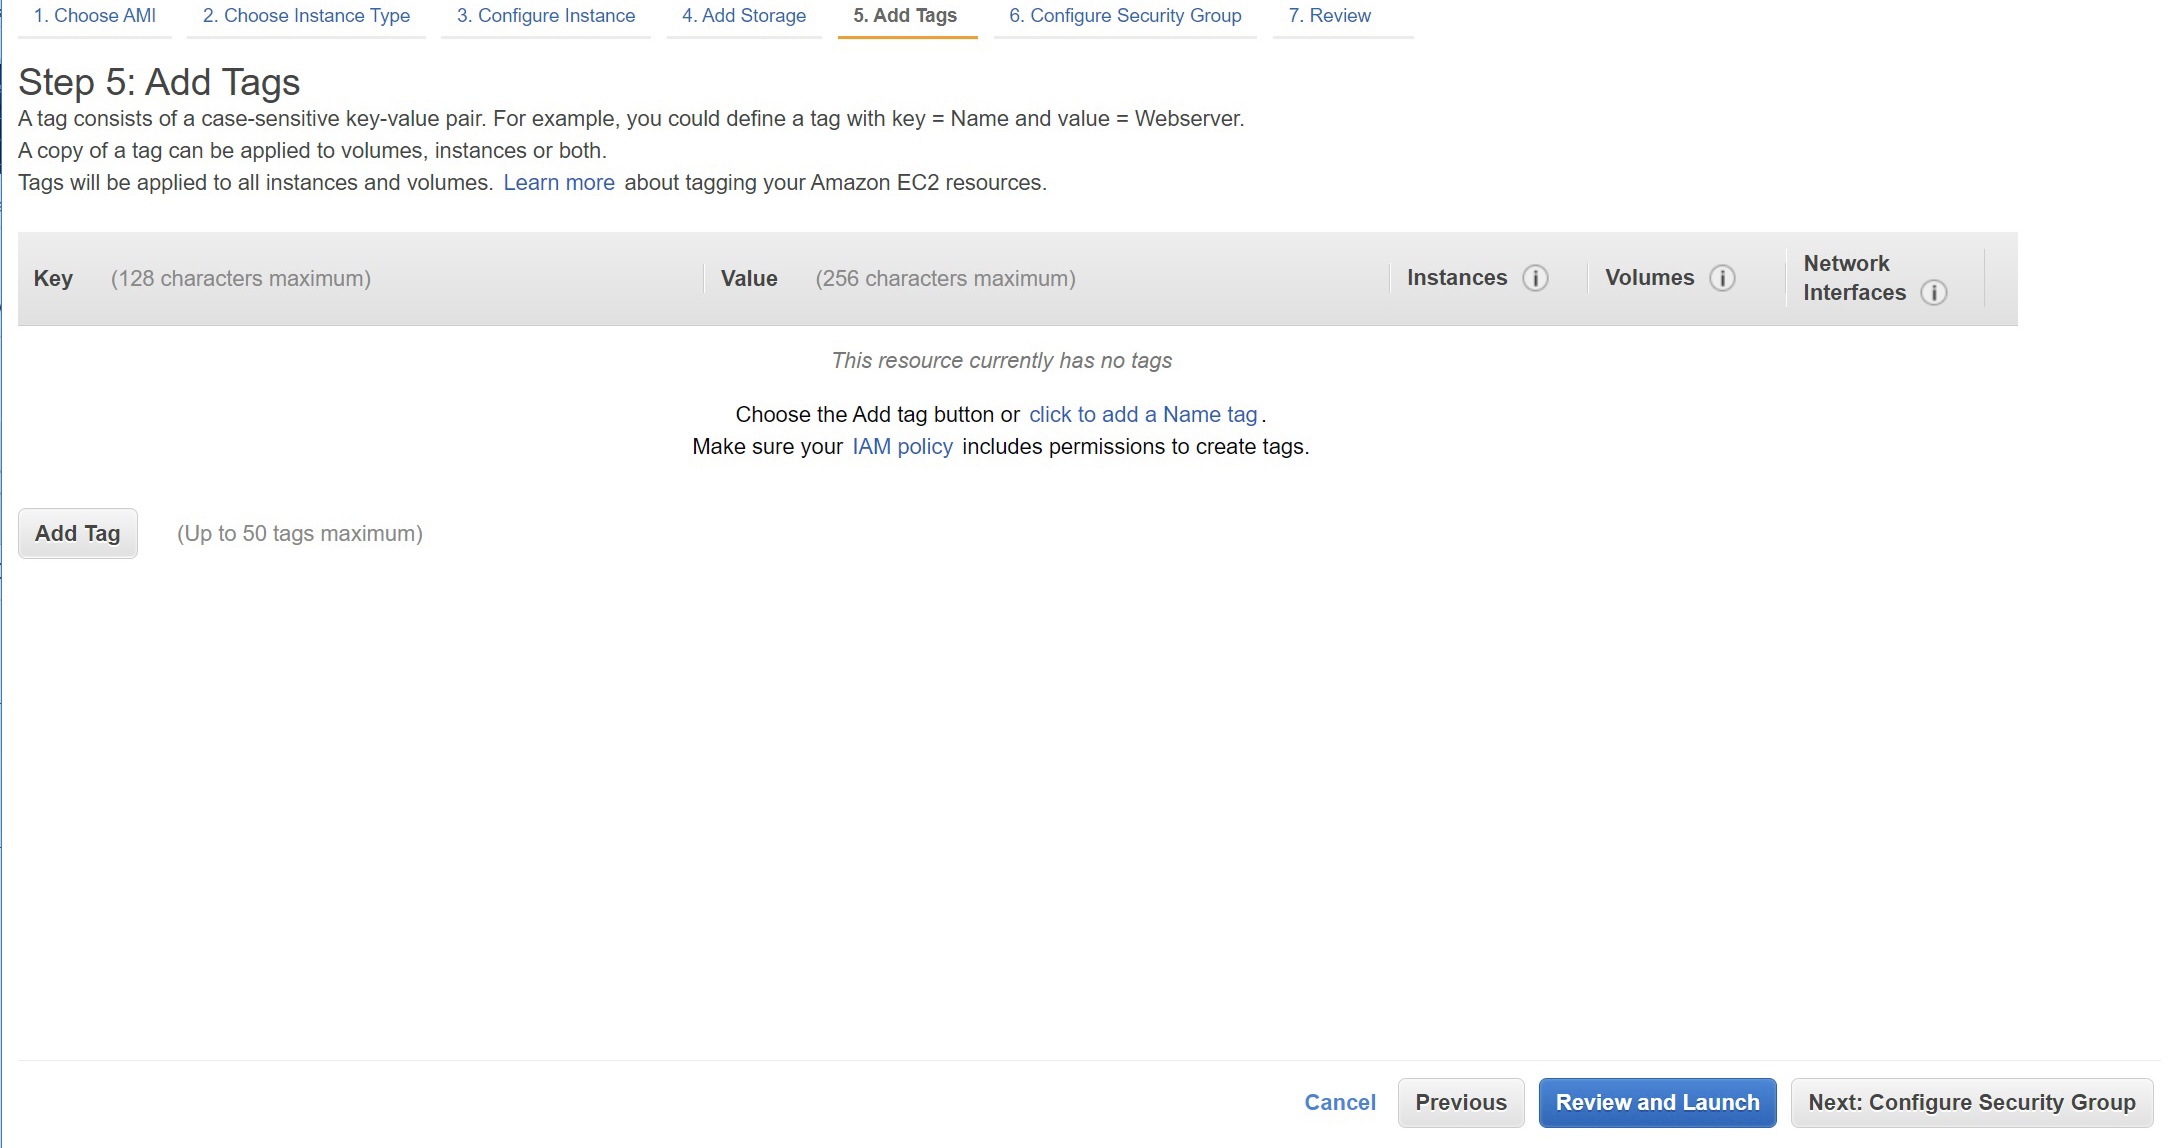 1. Choose AMI 2. Choose Instance Type 3. Configure Instance 4. Add Storage 5. Add Tags 6. Configure Security Group 7. Review
Step 5: Add Tags
A tag consists of a case-sensitive key-value pair. For example, you could define a tag with key = Name and value = Webserver.
A copy of a tag can be applied to volumes, instances or both.
Tags will be applied to all instances and volumes. Learn more about tagging your Amazon EC2 resources.
Key (128 characters maximum) Value (256 characters maximum) Instances i Volumes i Network
Interfaces i
This resource currently has no tags
Choose the Add tag button or click to add a Name tag.
Make sure your IAM policy includes permissions to create tags.
Add Tag (Up to 50 tags maximum)
Cancel Previous Review and Launch Next: Configure Security Group